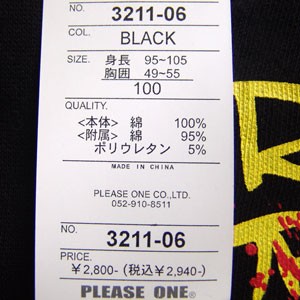 NO. 3211-06
COL. BLACK
SIZE. 身長 95~105
胸囲 49~55
100
QUALITY.
<本体> 綿 100%
<附属> 綿 95%
ポリウレタン 5%
MADE IN CHINA
PLEASE ONE CO.,LTD.
052-910-8511
NO. 3211-06
PRICE.
¥2,800-(税込¥2,940-)
PLEASE ONE®